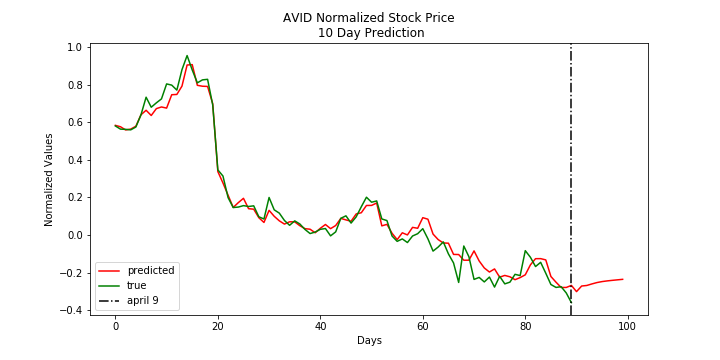 AVID Normalized Stock Price
10 Day Prediction
1.0
0.8
0.6
0.4
0.2
0.0
−0.2
−0.4
Normalized Values
predicted
true
april 9
0
20
40
60
80
100
Days